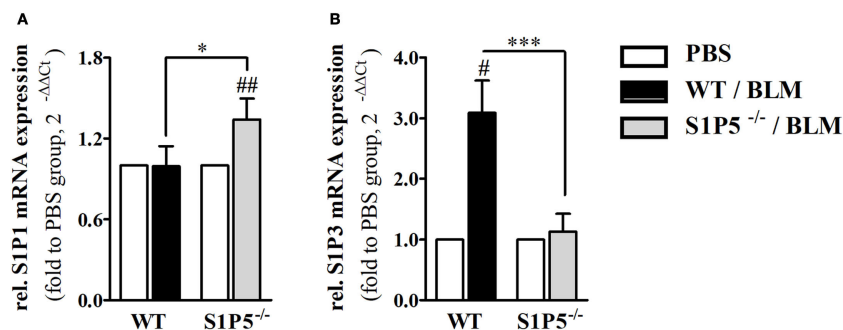 A
rel. S1P1 mRNA expression
(fold to PBS group, 2 -ΔΔCt )
1.8
1.2
0.6
0.0
*
##
WT
S1P5-/-
B
rel. S1P3 mRNA expression
(fold to PBS group, 2 -ΔΔCt )
4.0
3.0
2.0
1.0
0.0
***
#
WT
S1P5-/-
PBS
WT / BLM
S1P5 -/- / BLM